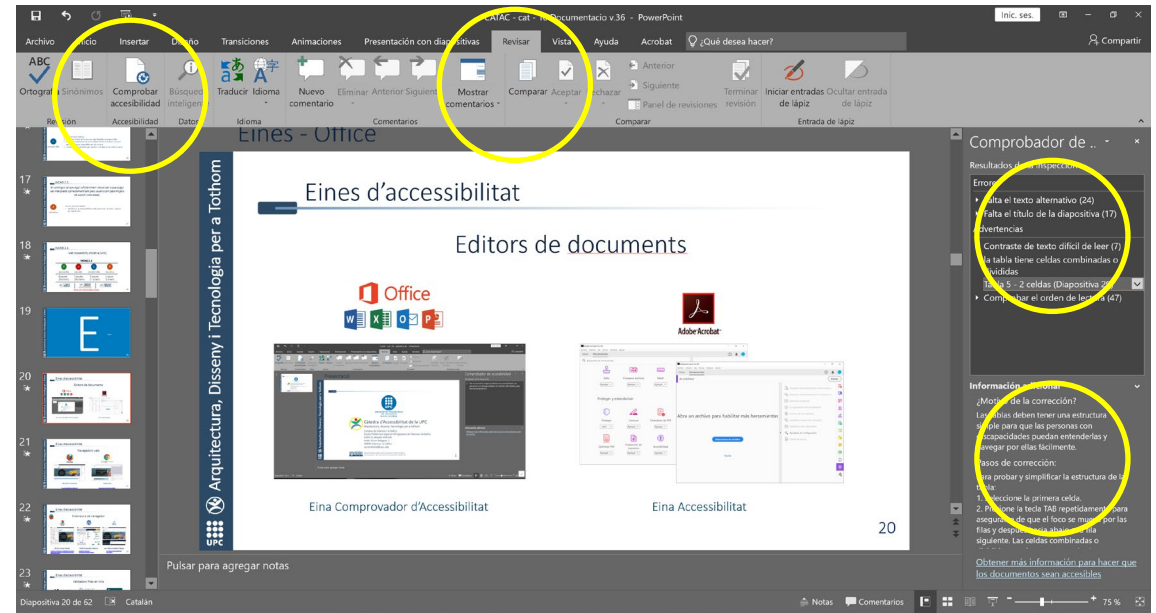 CATAC - cat - 10 Documentacio v.36 - PowerPoint
Inic. ses.
Archivo Inicio Insertar Diseño Transiciones Animaciones Presentación con diapositivas Revisar Vista Ayuda Acrobat ¿Qué desea hacer? Compartir
ABC
Ortografía Sinónimos
Comprobar accesibilidad
Búsqueda inteligente
Traducir Idioma
Nuevo comentario
Eliminar Anterior Siguiente
Mostrar comentarios
Comparar Aceptar Rechazar
Anterior
Siguiente
Panel de revisiones
Terminar revisión
Iniciar entradas de lápiz
Ocultar entrada de lápiz
Revisión Accesibilidad Datos Idioma Comentarios Comparar Entrada de lápiz
17
18
19
E
20
21
22
23
Eines - Office
Arquitectura, Disseny i Tecnologia per a Tothom
UPC
Eines d'accessibilitat
Editors de documents
Office
Adobe Acrobat
Abra un archivo para habilitar más herramientas
Eina Comprovador d'Accessibilitat
Eina Accessibilitat
20
Pulsar para agregar notas
Comprobador de ..
Resultados de la inspección
Errores
Falta el texto alternativo (24)
Falta el título de la diapositiva (17)
Advertencias
Contraste de texto difícil de leer (7)
la tabla tiene celdas combinadas o
divididas
Tabla 5 - 2 celdas (Diapositiva
Comprobar el orden de lectura (47)
Información adicional
¿Motivo de la corrección?
Las tablas deben tener una estructura
simple para que las personas con
discapacidades puedan entenderlas y
navegar por ellas fácilmente.
Pasos de corrección:
Para probar y simplificar la estructura de la
tabla:
1. Seleccione la primera celda.
2. Presione la tecla TAB repetidamente para
asegurarse de que el foco se mueve por las
filas y después hacia abajo a la fila
siguiente. Las celdas combinadas o
Obtener más información para hacer que
los documentos sean accesibles
Diapositiva 20 de 62 Catalán
Notas Comentarios 75 %